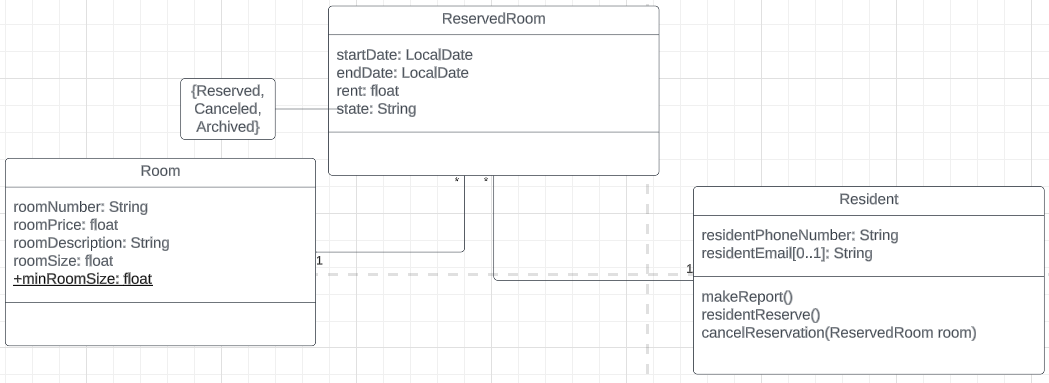 ReservedRoom
startDate: LocalDate
endDate: LocalDate
rent: float
state: String
{Reserved,
Canceled,
Archived}
*
*
Room
roomNumber: String
roomPrice: float
roomDescription: String
roomSize: float
+minRoomSize: float
1
1
Resident
residentPhoneNumber: String
residentEmail[0..1]: String
makeReport()
residentReserve()
cancelReservation(ReservedRoom room)